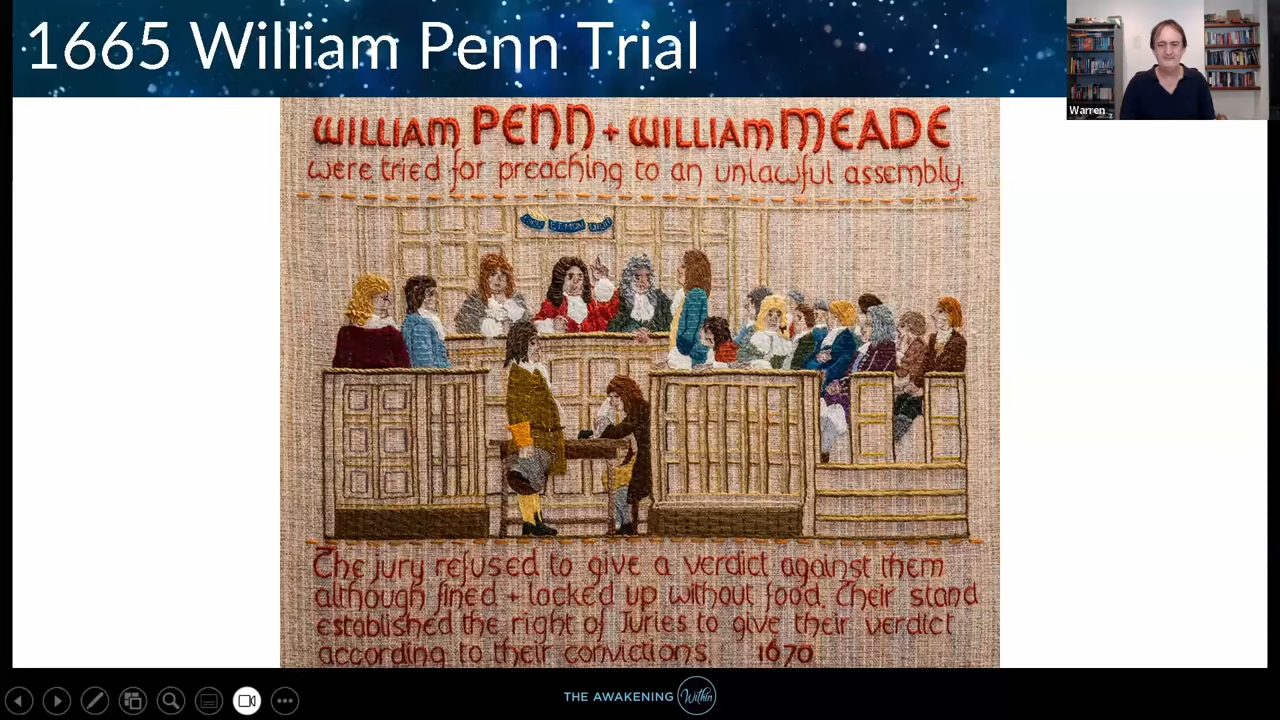 1665 William Penn Trial
Warren
WILLIAM PENN + WILLIAM MEADE
were tried for preaching to an unlawful assembly.
The jury refused to give a verdict against them
although fined + locked up without food. Their stand
established the right of Juries to give their verdict
according to their convictions 1670
THE AWAKENING Within